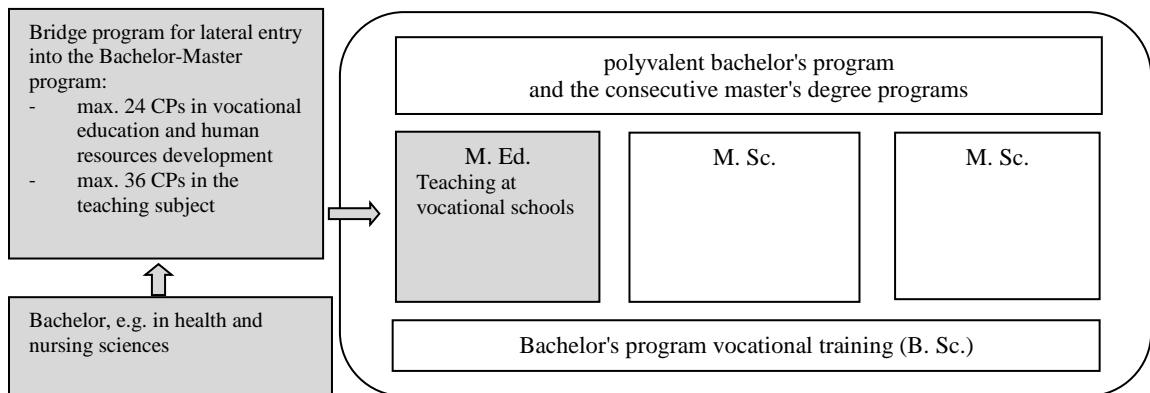 Bridge program for lateral entry
into the Bachelor-Master
program:
- max. 24 CPs in vocational
education and human
resources development
- max. 36 CPs in the
teaching subject
Bachelor, e.g. in health and
nursing sciences
polyvalent bachelor's program
and the consecutive master's degree programs
M. Ed.
Teaching at
vocational schools
M. Sc.
M. Sc.
Bachelor's program vocational training (B. Sc.)